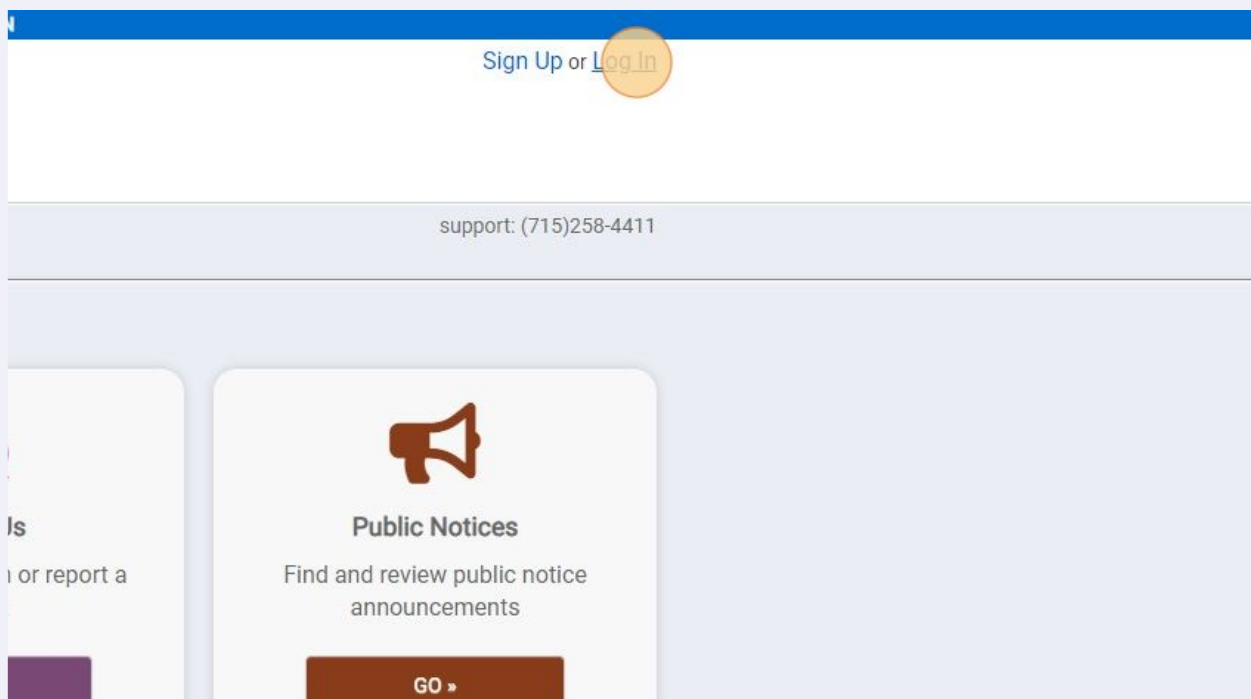 N
Sign Up or Log In
support: (715)258-4411
Us
or report a
Public Notices
Find and review public notice
announcements
GO »